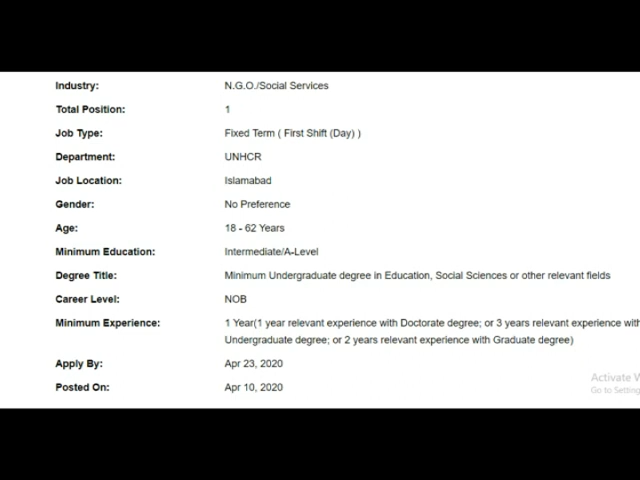 Industry: N.G.O./Social Services
Total Position: 1
Job Type: Fixed Term ( First Shift (Day) )
Department: UNHCR
Job Location: Islamabad
Gender: No Preference
Age: 18 - 62 Years
Minimum Education: Intermediate/A-Level
Degree Title: Minimum Undergraduate degree in Education, Social Sciences or other relevant fields
Career Level: NOB
Minimum Experience: 1 Year(1 year relevant experience with Doctorate degree; or 3 years relevant experience with
Undergraduate degree; or 2 years relevant experience with Graduate degree)
Apply By: Apr 23, 2020
Posted On: Apr 10, 2020
Activate W
Go to Setting